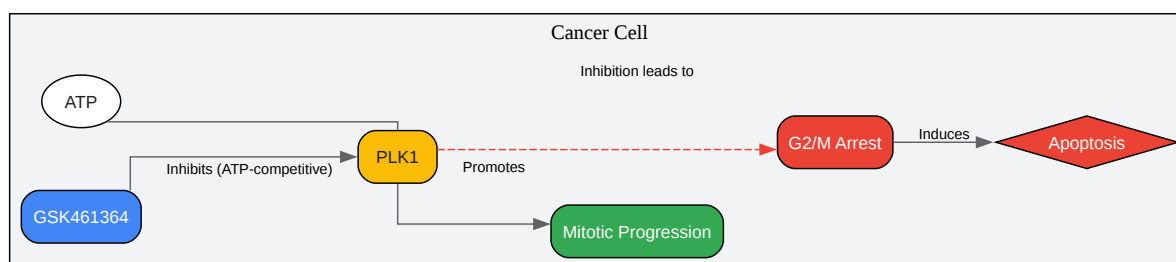 Cancer Cell
Inhibition leads to
ATP
PLK1
G2/M Arrest
Induces
Apoptosis
Inhibits (ATP-competitive)
Promotes
GSK461364
Mitotic Progression